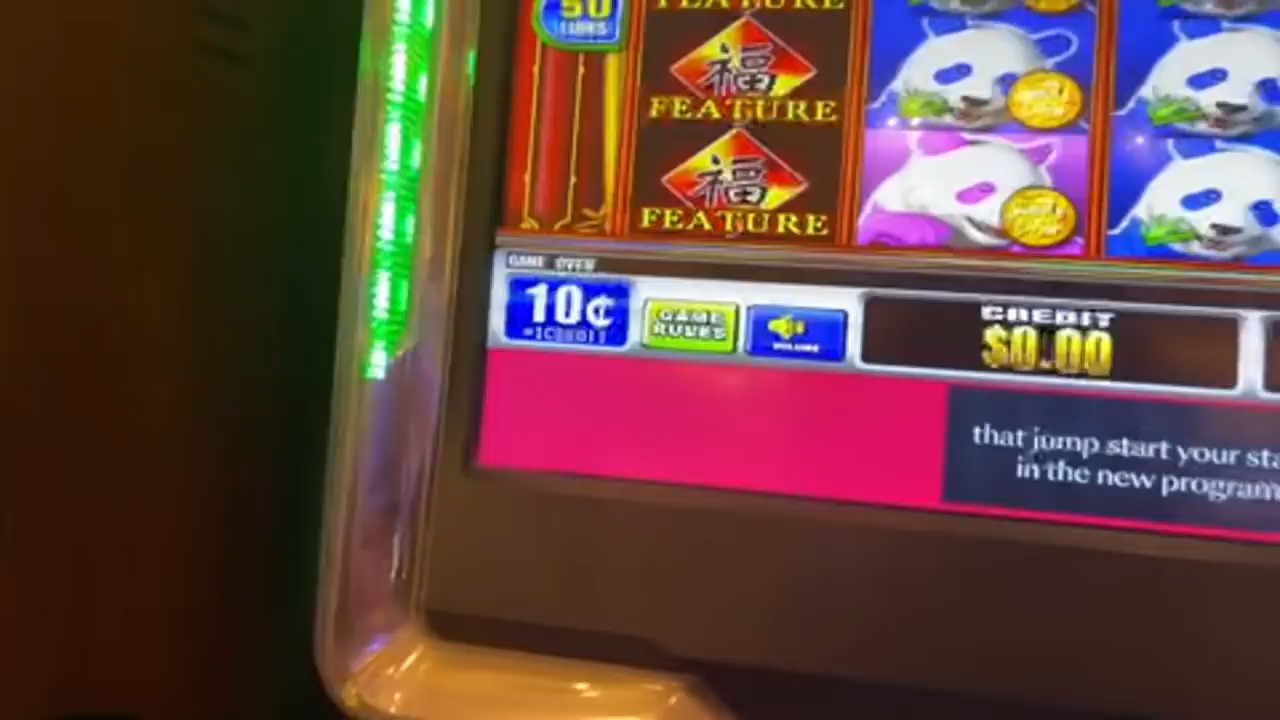 50
LINES
FEATURE
福
FEATURE
福
FEATURE
GAME OVER
10¢
GAME
RULES
VOLUME
CREDIT
$0.00
that jump start your sta
in the new program